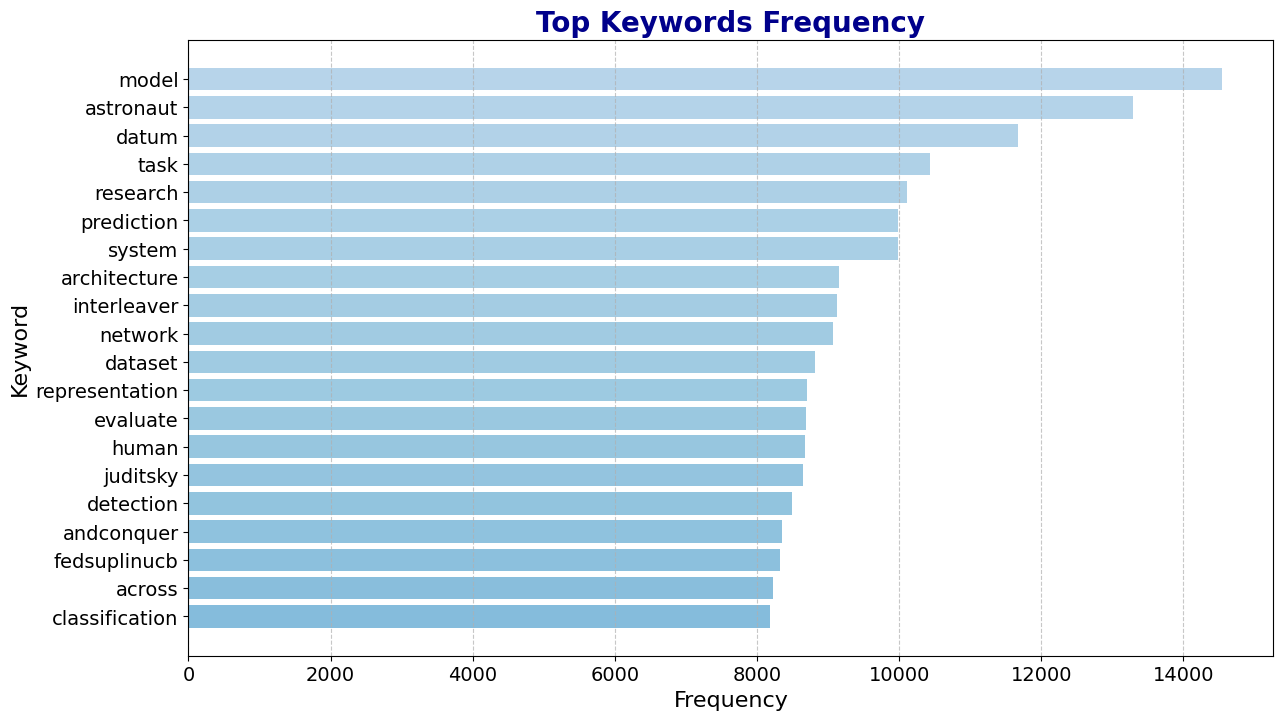 Top Keywords Frequency
Keyword
model
astronaut
datum
task
research
prediction
system
architecture
interleaver
network
dataset
representation
evaluate
human
juditsky
detection
andconquer
fedsuplinucb
across
classification
0 2000 4000 6000 8000 10000 12000 14000
Frequency